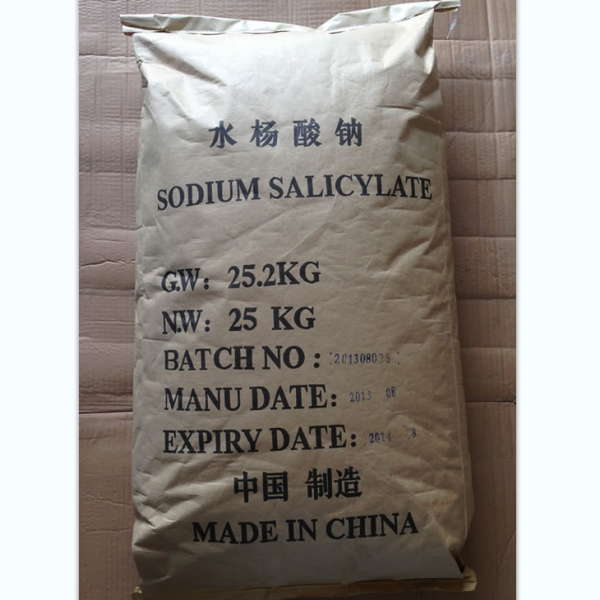 水杨酸钠
SODIUM SALICYLATE
G.W: 25.2KG
N.W: 25 KG
BATCH NO :
MANU DATE: 2013 08
EXPIRY DATE:
中国 制造
MADE IN CHINA